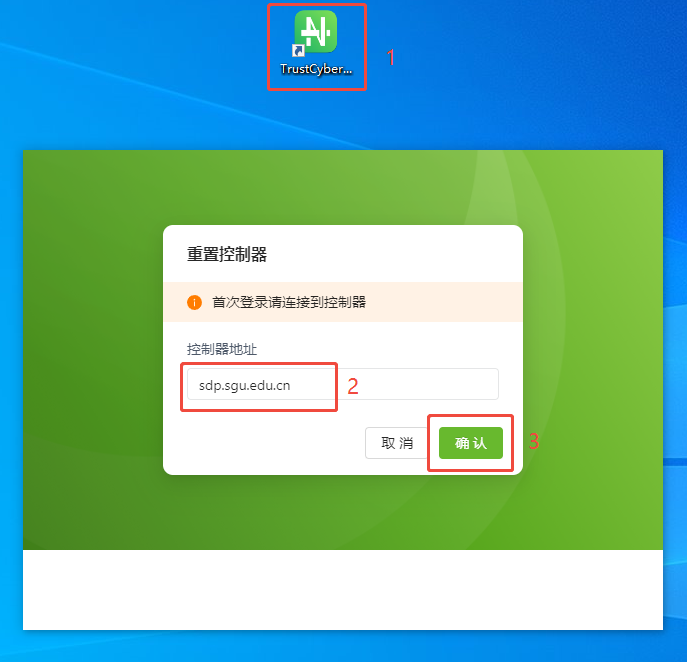 TrustCyber...
1
重置控制器
首次登录请连接到控制器
控制器地址
sdp.sgu.edu.cn
2
取 消
确 认
3